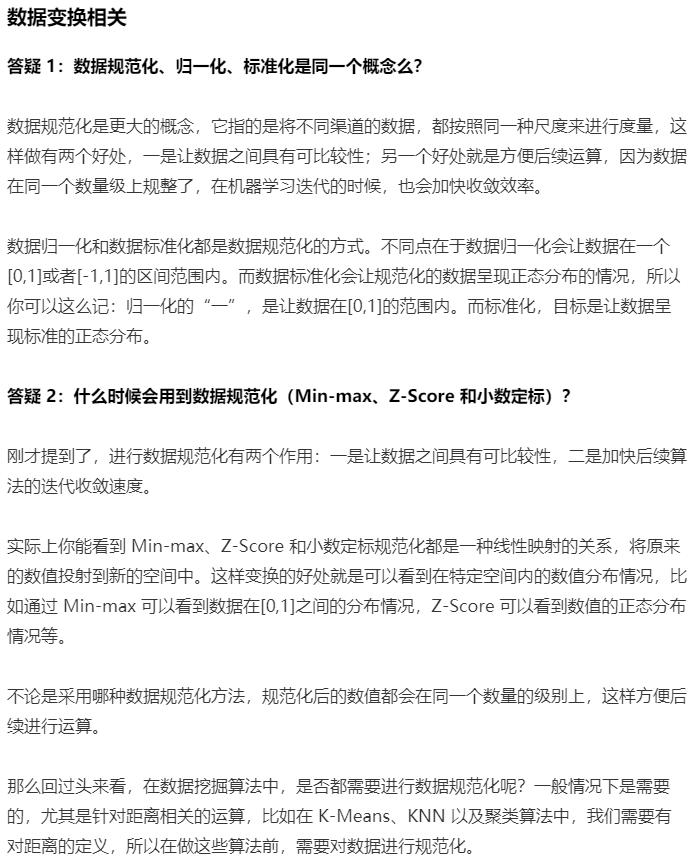 数据变换相关
答疑 1：数据规范化、归一化、标准化是同一个概念么？
数据规范化是更大的概念，它指的是将不同渠道的数据，都按照同一种尺度来进行度量，这
样做有两个好处，一是让数据之间具有可比较性；另一个好处就是方便后续运算，因为数据
在同一个数量级上规整了，在机器学习迭代的时候，也会加快收敛效率。
数据归一化和数据标准化都是数据规范化的方式。不同点在于数据归一化会让数据在一个
[0,1]或者[-1,1]的区间范围内。而数据标准化会让规范化的数据呈现正态分布的情况，所以
你可以这么记：归一化的“一”，是让数据在[0,1]的范围内。而标准化，目标是让数据呈
现标准的正态分布。
答疑 2：什么时候会用到数据规范化（Min-max、Z-Score 和小数定标）？
刚才提到了，进行数据规范化有两个作用：一是让数据之间具有可比较性，二是加快后续算
法的迭代收敛速度。
实际上你能看到 Min-max、Z-Score 和小数定标规范化都是一种线性映射的关系，将原来
的数值投射到新的空间中。这样变换的好处就是可以看到在特定空间内的数值分布情况，比
如通过 Min-max 可以看到数据在[0,1]之间的分布情况，Z-Score 可以看到数值的正态分布
情况等。
不论是采用哪种数据规范化方法，规范化后的数值都会在同一个数量的级别上，这样方便后
续进行运算。
那么回过头来看，在数据挖掘算法中，是否都需要进行数据规范化呢？一般情况下是需要
的，尤其是针对距离相关的运算，比如在 K-Means、KNN 以及聚类算法中，我们需要有
对距离的定义，所以在做这些算法前，需要对数据进行规范化。